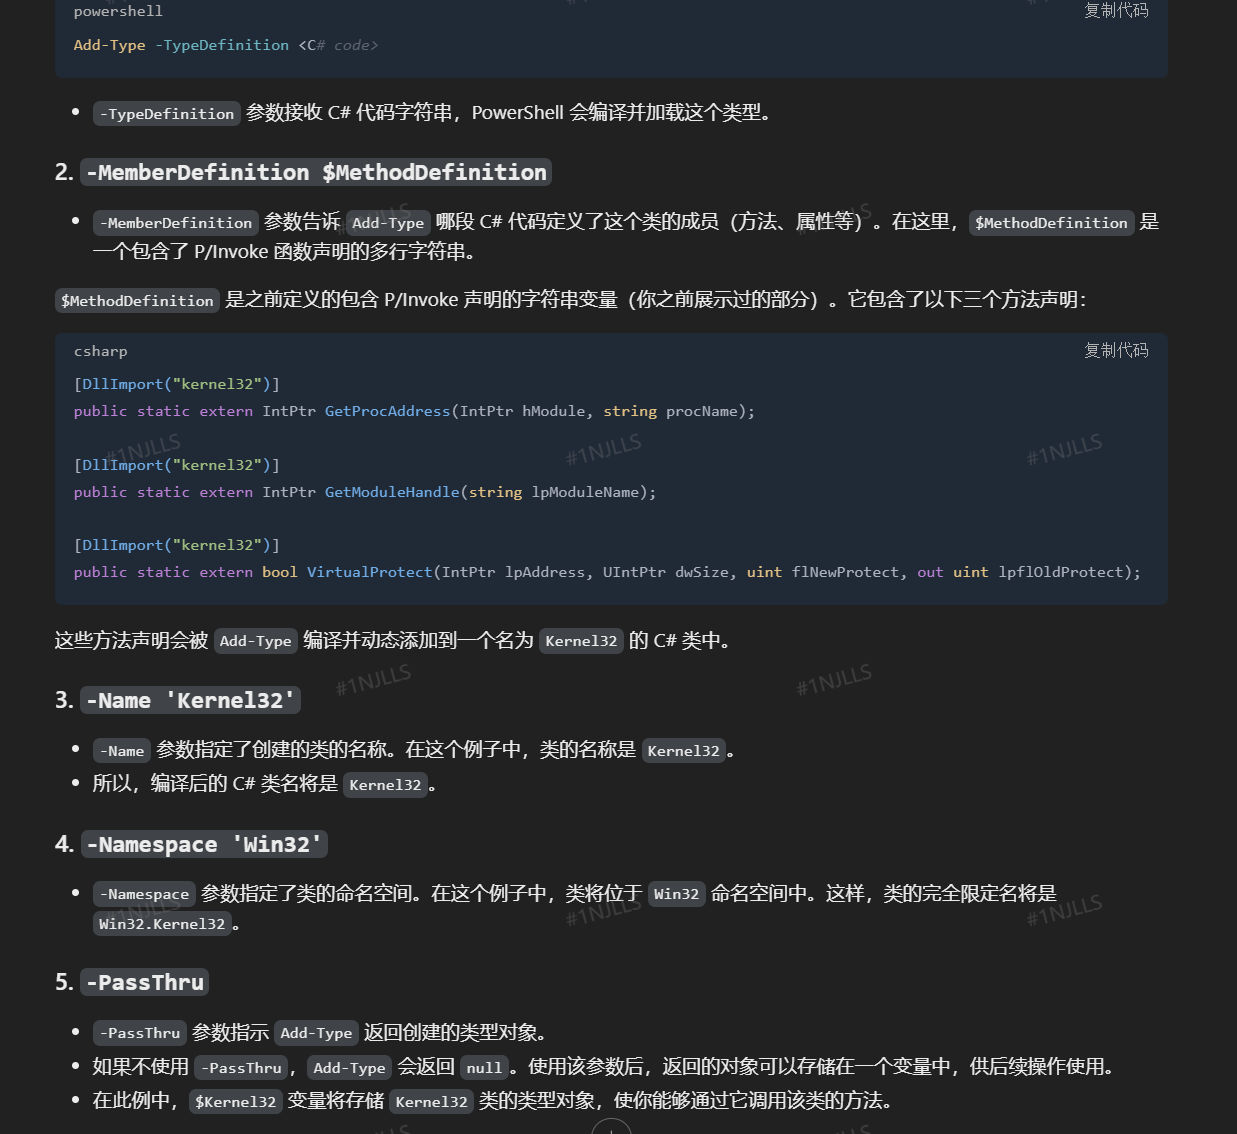 powershell 复制代码
Add-Type -TypeDefinition <C# code>
-TypeDefinition 参数接收 C# 代码字符串，PowerShell 会编译并加载这个类型。
2. -MemberDefinition $MethodDefinition
-MemberDefinition 参数告诉 Add-Type 哪段 C# 代码定义了这个类的成员（方法、属性等）。在这里，$MethodDefinition 是
一个包含了 P/Invoke 函数声明的多行字符串。
$MethodDefinition 是之前定义的包含 P/Invoke 声明的字符串变量（你之前展示过的部分）。它包含了以下三个方法声明：
csharp 复制代码
[DllImport("kernel32")]
public static extern IntPtr GetProcAddress(IntPtr hModule, string procName);
#1NJLLS #1NJLLS #1NJLLS
[DllImport("kernel32")]
public static extern IntPtr GetModuleHandle(string lpModuleName);
[DllImport("kernel32")]
public static extern bool VirtualProtect(IntPtr lpAddress, UIntPtr dwSize, uint flNewProtect, out uint lpflOldProtect);
这些方法声明会被 Add-Type 编译并动态添加到一个名为 Kernel32 的 C# 类中。
#1NJLLS #1NJLLS
3. -Name 'Kernel32'
-Name 参数指定了创建的类的名称。在这个例子中，类的名称是 Kernel32。
所以，编译后的 C# 类名将是 Kernel32。
4. -Namespace 'Win32'
-Namespace 参数指定了类的命名空间。在这个例子中，类将位于 Win32 命名空间中。这样，类的完全限定名将是
#1NJLLS #1NJLLS #1NJLLS
Win32.Kernel32。
5. -PassThru
-PassThru 参数指示 Add-Type 返回创建的类型对象。
如果不使用 -PassThru，Add-Type 会返回 null。使用该参数后，返回的对象可以存储在一个变量中，供后续操作使用。
在此例中，$Kernel32 变量将存储 Kernel32 类的类型对象，使你能够通过它调用该类的方法。